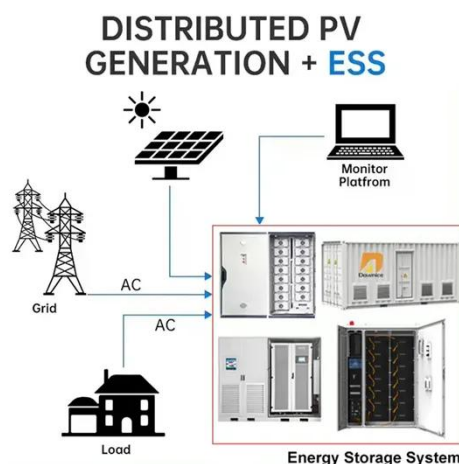 DISTRIBUTED PV
GENERATION + ESS
Monitor
Platfrom
Grid
AC
AC
Load
Energy Storage System